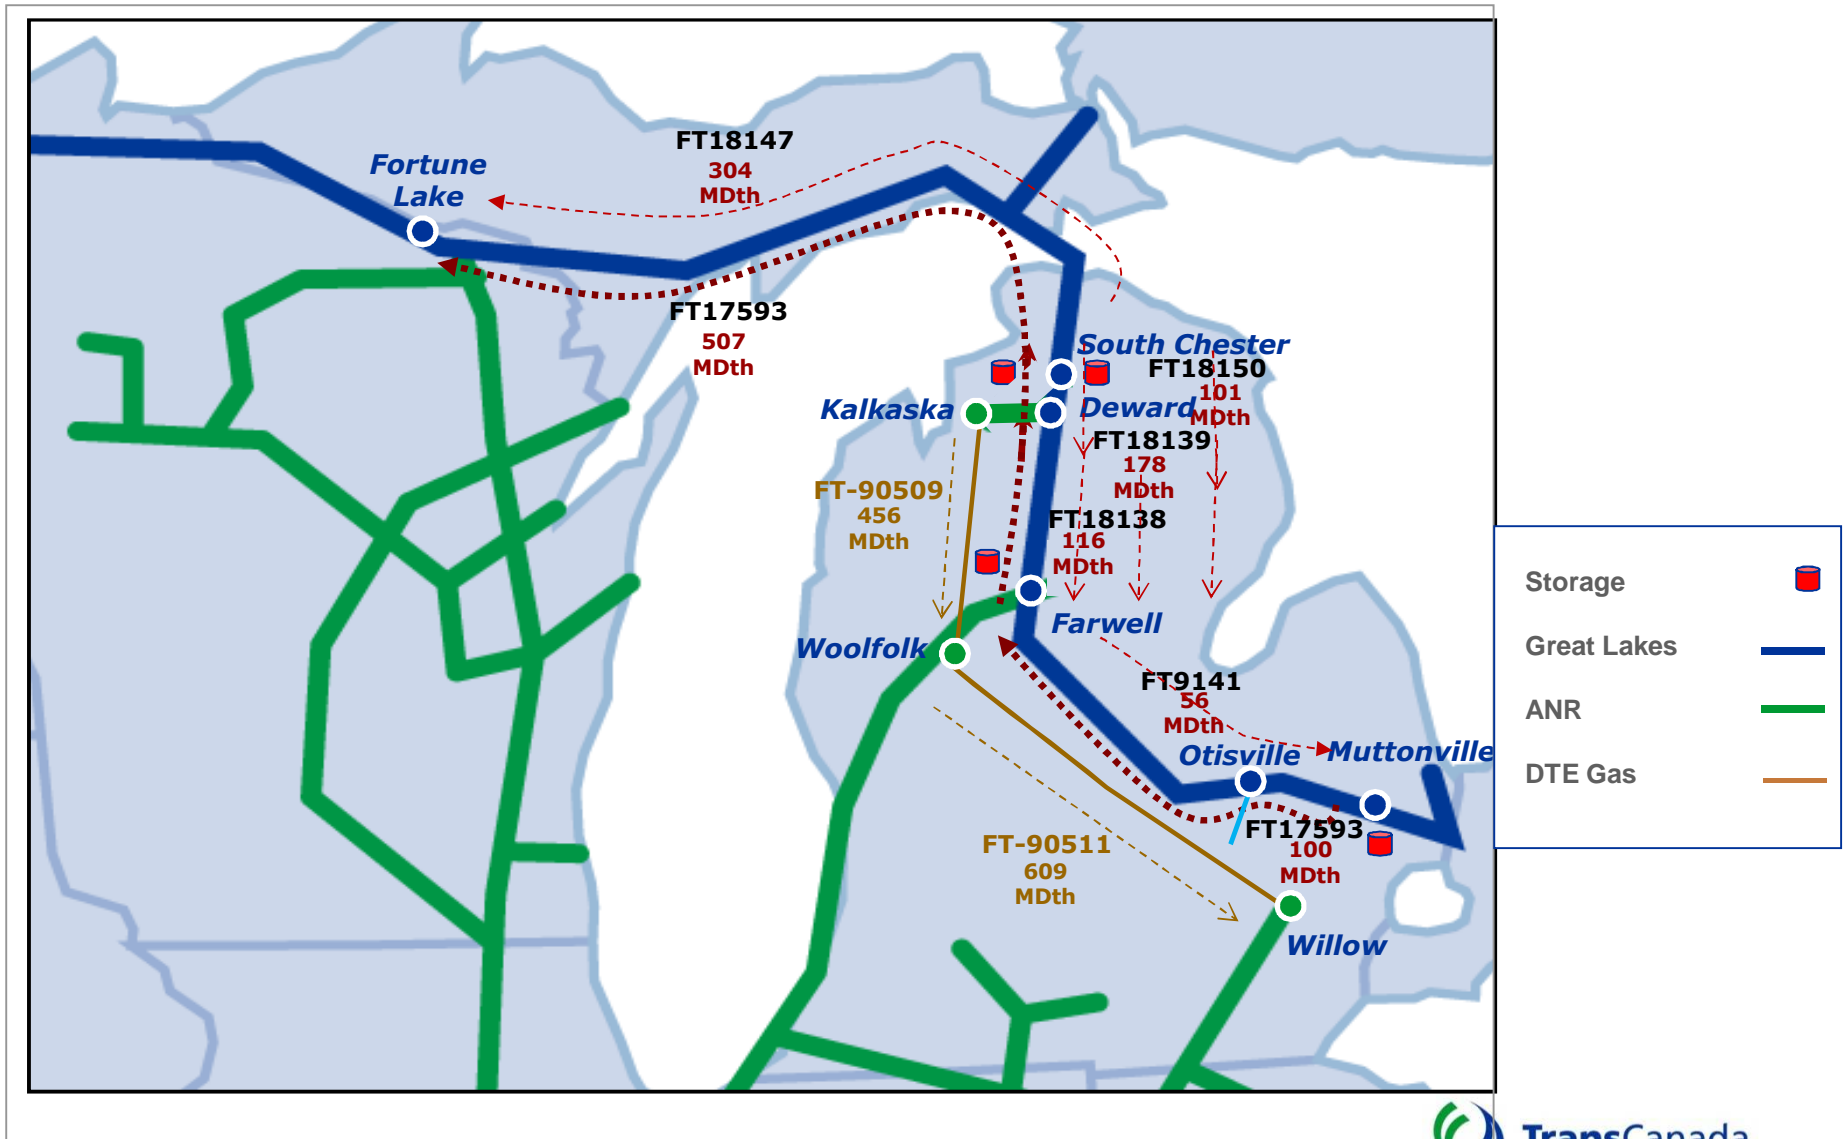 FT18147
304
MDth
Fortune
Lake
FT17593
507
MDth
South Chester
FT18150
101
MDth
Kalkaska
Deward
FT18139
178
MDth
FT-90509
456
MDth
FT18138
116
MDth
Farwell
Woolfolk
FT9141
56
MDth
Otisville
Muttonville
FT17593
100
MDth
FT-90511
609
MDth
Willow
Storage
Great Lakes
ANR
DTE Gas
TransCanada